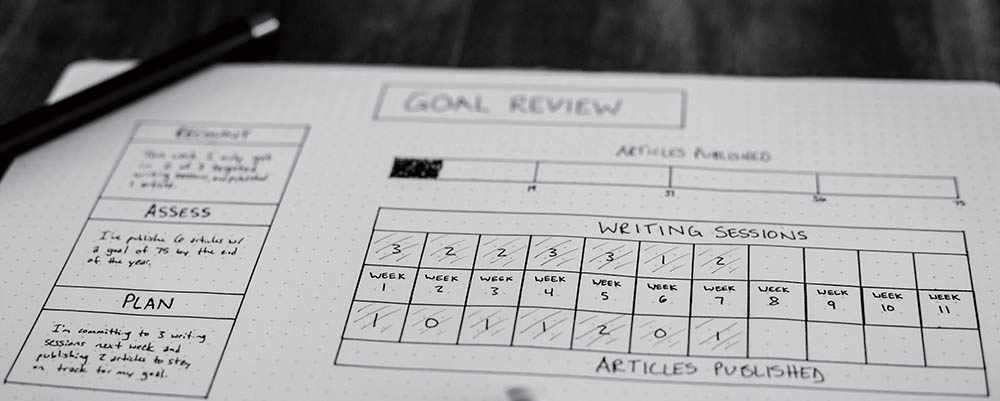 GOAL REVIEW
RECOUNT
This week I only got
in 2 of 3 targeted
writing sessions, and published
1 article.
ASSESS
I've publishe 6 articles w/
a goal of 75 by the end
of the year.
PLAN
I'm committing to 3 writing
sessions next week and
publishing 2 articles to stay
on track for my goal.
ARTICLES PUBLISHED
19 37 56 75
WRITING SESSIONS
3 2 2 3 3 1 2
WEEK 1 WEEK 2 WEEK 3 WEEK 4 WEEK 5 WEEK 6 WEEK 7 WEEK 8 WEEK 9 WEEK 10 WEEK 11
1 0 1 1 2 0 1
ARTICLES PUBLISHED